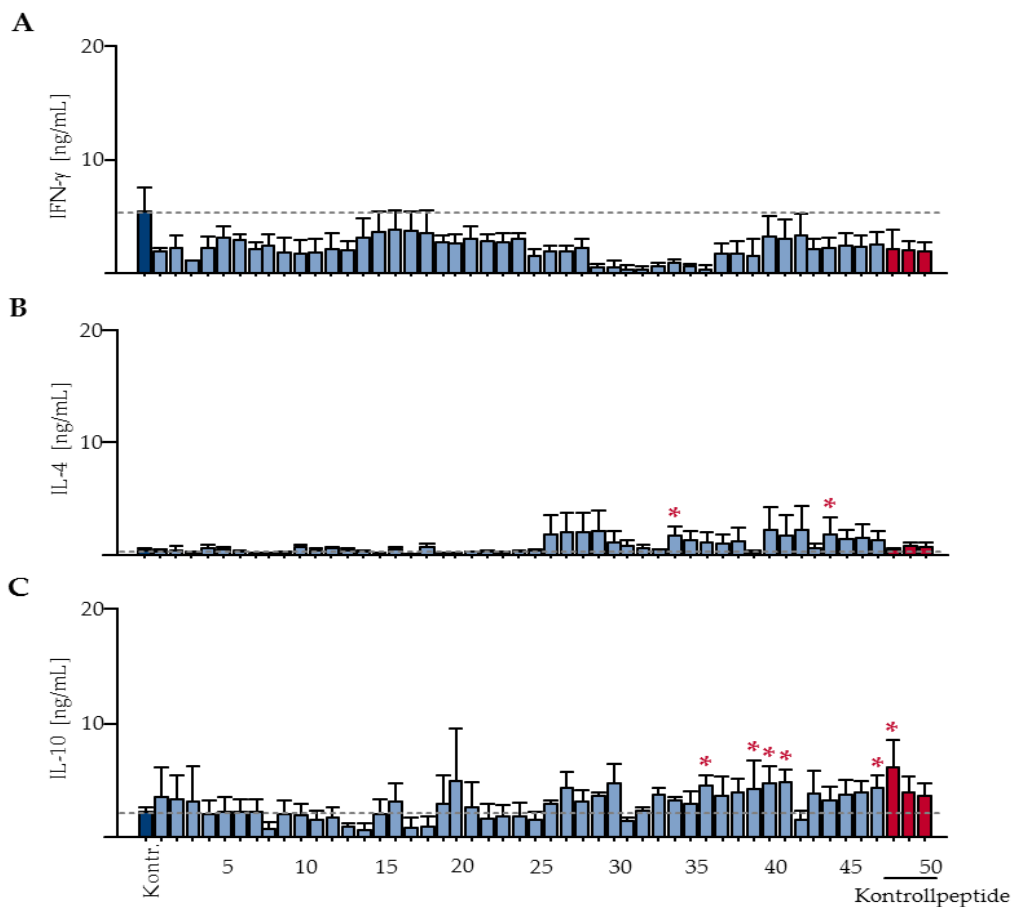 A
20
10
IFN-γ [ng/mL]
B
20
10
IL-4 [ng/mL]
* *
C
20
10
IL-10 [ng/mL]
* * * * * *
Kontr. 5 10 15 20 25 30 35 40 45 50
Kontrollpeptide